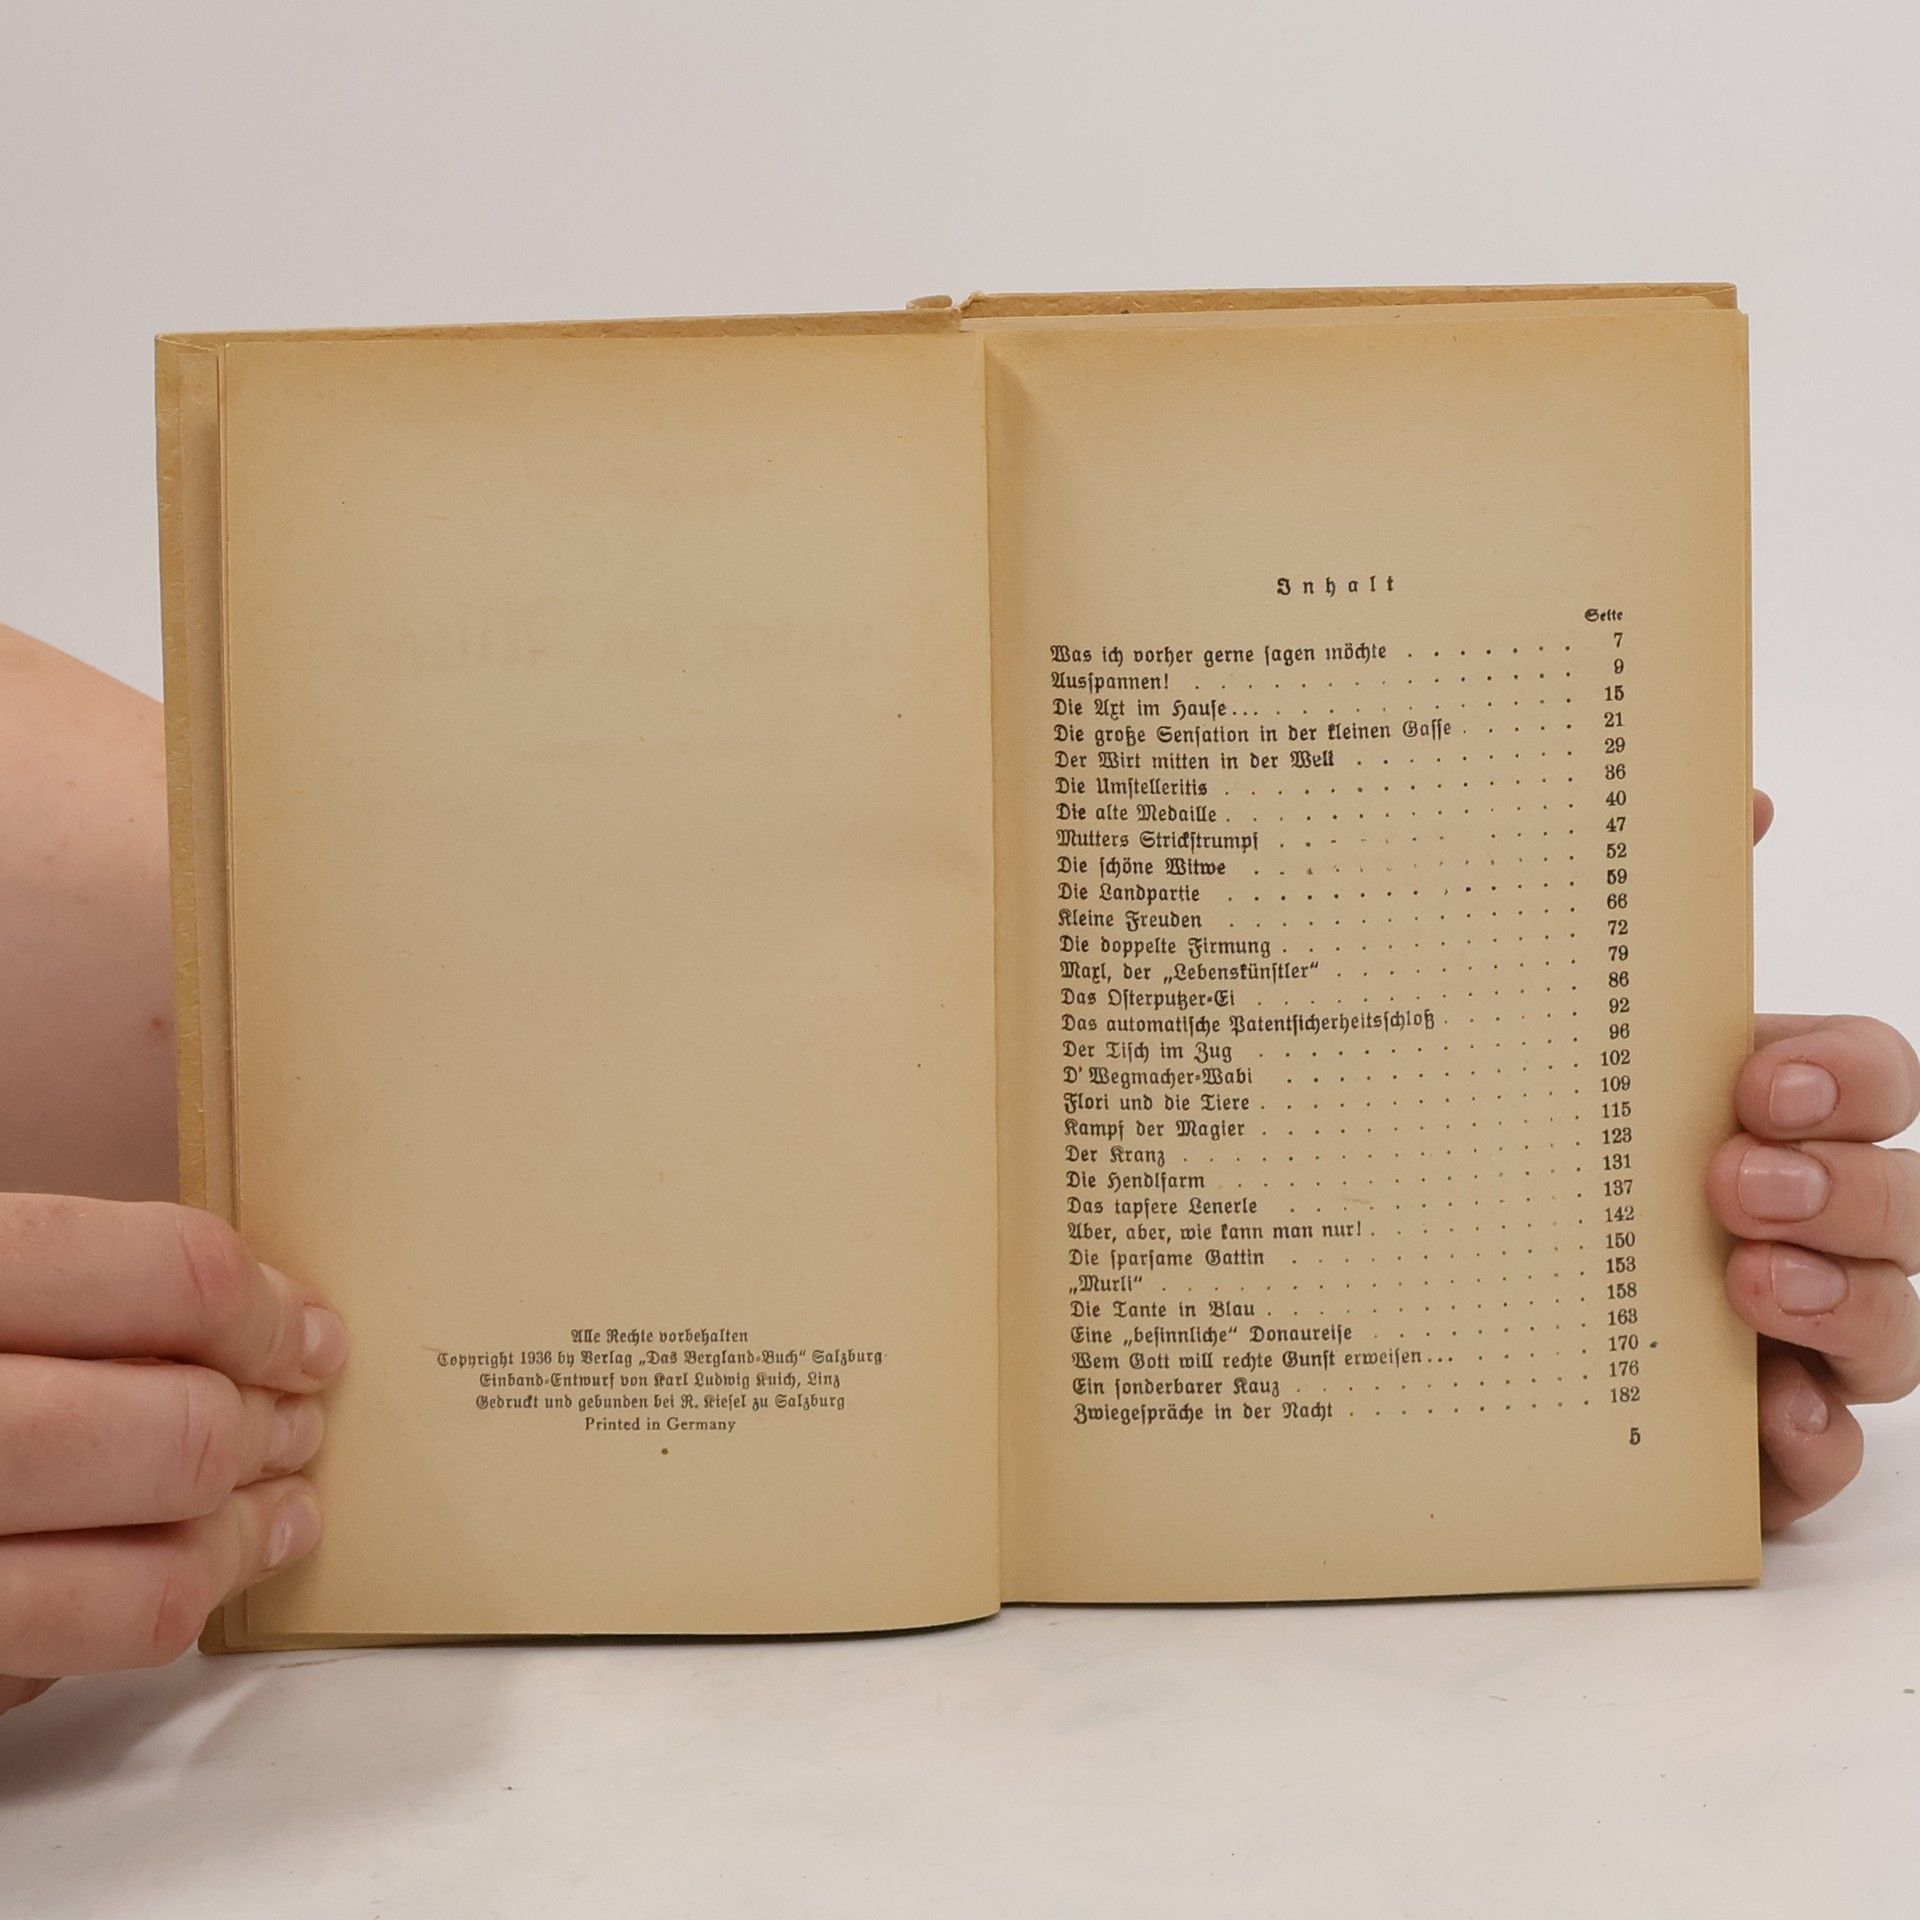 Alle Rechte vorbehalten
Copyright 1936 by Verlag „Das Bergland-Buch“ Salzburg
Einband-Entwurf von Karl Ludwig Kuich, Linz
Gedruckt und gebunden bei R. Kiesel zu Salzburg
Printed in Germany
Inhalt
Seite
Was ich vorher gerne sagen möchte . . . . . . . 7
Ausspannen! . . . . . . . . . . . . . . . 9
Die Axt im Hause... . . . . . . . . . . . . 15
Die große Sensation in der kleinen Gasse . . . . . 21
Der Wirt mitten in der Welt . . . . . . . . . 29
Die Umstelleritis . . . . . . . . . . . . . . 36
Die alte Medaille . . . . . . . . . . . . . . 40
Mutters Strickstrumpf . . . . . . . . . . . . 47
Die schöne Witwe . . . . . . . . . . . . . 52
Die Landpartie . . . . . . . . . . . . . . 59
Kleine Freuden . . . . . . . . . . . . . . 66
Die doppelte Firmung . . . . . . . . . . . . 72
Maxl, der „Lebenskünstler“ . . . . . . . . . . 79
Das Osterputzer-Ei . . . . . . . . . . . . . 86
Das automatische Patentsicherheitsschloß . . . . . . 92
Der Tisch im Zug . . . . . . . . . . . . . 96
D' Wegmacher-Wabi . . . . . . . . . . . . 102
Flori und die Tiere . . . . . . . . . . . . . 109
Kampf der Magier . . . . . . . . . . . . . 115
Der Kranz . . . . . . . . . . . . . . . . 123
Die Hendlfarm . . . . . . . . . . . . . . 131
Das tapfere Lenerle . . . . . . . . . . . . 137
Aber, aber, wie kann man nur! . . . . . . . . . 142
Die sparsame Gattin . . . . . . . . . . . . 150
„Murli“ . . . . . . . . . . . . . . . . . 153
Die Tante in Blau . . . . . . . . . . . . . 158
Eine „besinnliche“ Donaureise . . . . . . . . . 163
Wem Gott will rechte Gunst erweisen... . . . . . . 170
Ein sonderbarer Kauz . . . . . . . . . . . . 176
Zwiegespräche in der Nacht . . . . . . . . . . 182
5